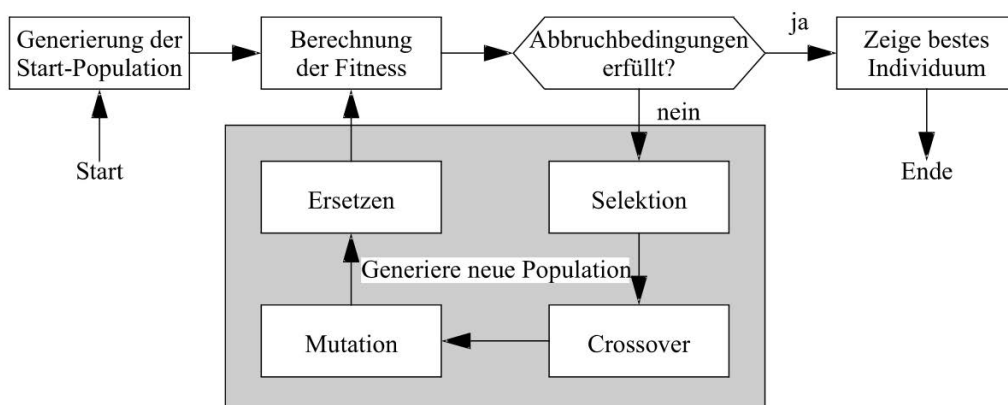 Generierung der
Start-Population
Berechnung
der Fitness
Abbruchbedingungen
erfüllt?
ja
Zeige bestes
Individuum
nein
Start
Ende
Ersetzen
Selektion
Generiere neue Population
Mutation
Crossover